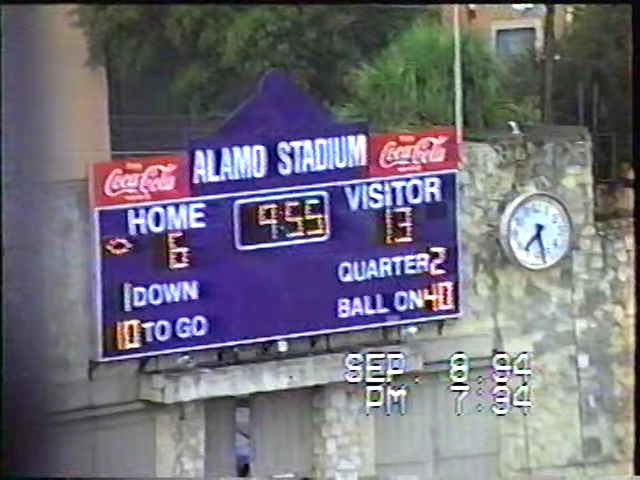 ALAMO STADIUM
Coca-Cola
Coca-Cola
HOME
9:55
VISITOR
6
13
QUARTER 2
1 DOWN
BALL ON 40
10 TO GO
SEP. 8.94
PM 7:34